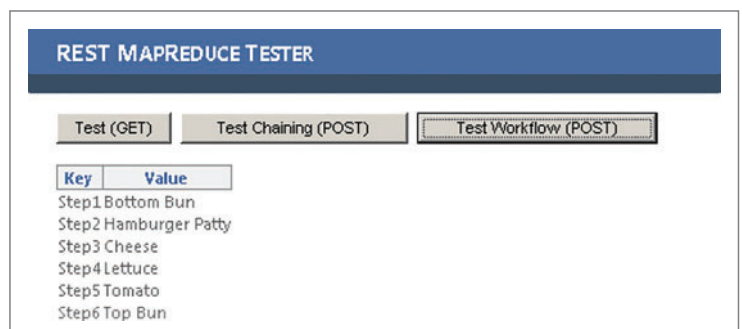 REST MAPREDUCE TESTER
Test (GET) Test Chaining (POST) Test Workflow (POST)
Key Value
Step1 Bottom Bun
Step2 Hamburger Patty
Step3 Cheese
Step4 Lettuce
Step5 Tomato
Step6 Top Bun